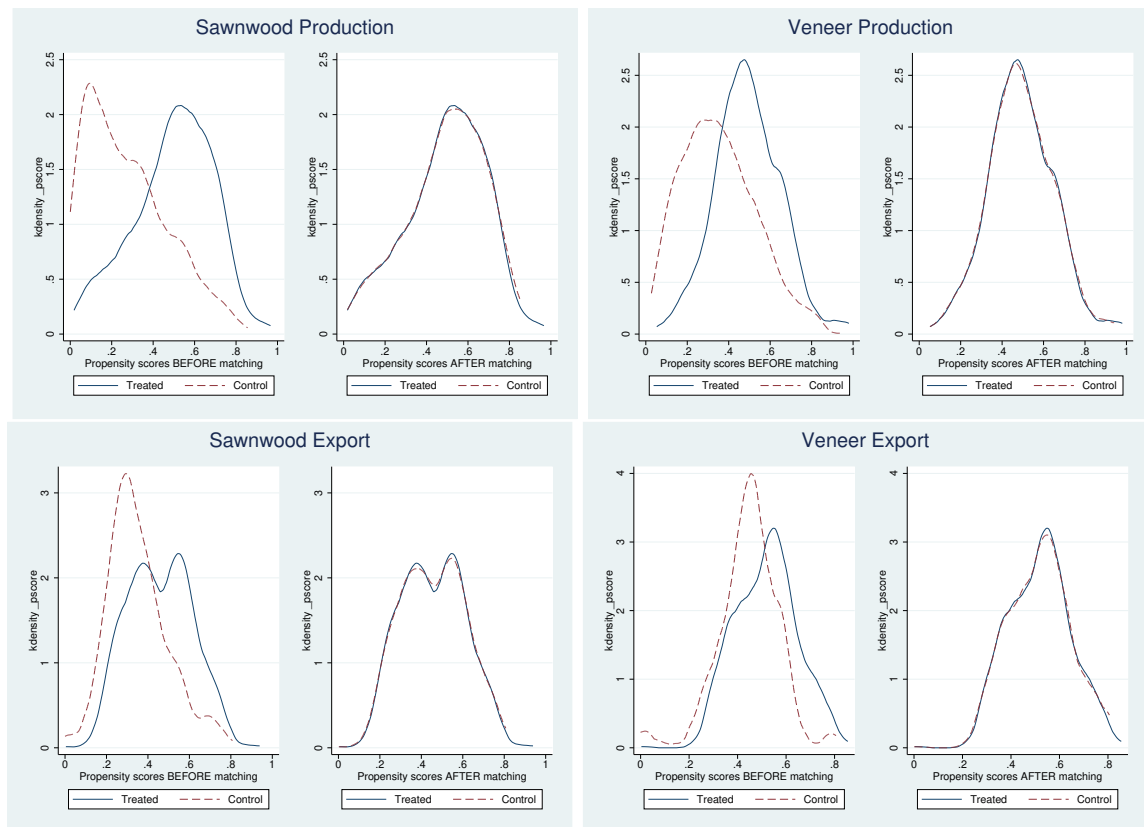 Sawnwood Production
kdensity _pscore
0 .5 1 1.5 2 2.5
0 .2 .4 .6 .8 1
Propensity scores BEFORE matching
Treated Control
kdensity _pscore
0 .5 1 1.5 2 2.5
0 .2 .4 .6 .8 1
Propensity scores AFTER matching
Treated Control
Veneer Production
kdensity _pscore
0 .5 1 1.5 2 2.5
0 .2 .4 .6 .8 1
Propensity scores BEFORE matching
Treated Control
kdensity _pscore
0 .5 1 1.5 2 2.5
0 .2 .4 .6 .8 1
Propensity scores AFTER matching
Treated Control
Sawnwood Export
kdensity _pscore
0 1 2 3
0 .2 .4 .6 .8 1
Propensity scores BEFORE matching
Treated Control
kdensity _pscore
0 1 2 3
0 .2 .4 .6 .8 1
Propensity scores AFTER matching
Treated Control
Veneer Export
kdensity _pscore
0 1 2 3 4
0 .2 .4 .6 .8
Propensity scores BEFORE matching
Treated Control
kdensity _pscore
0 1 2 3 4
0 .2 .4 .6 .8
Propensity scores AFTER matching
Treated Control